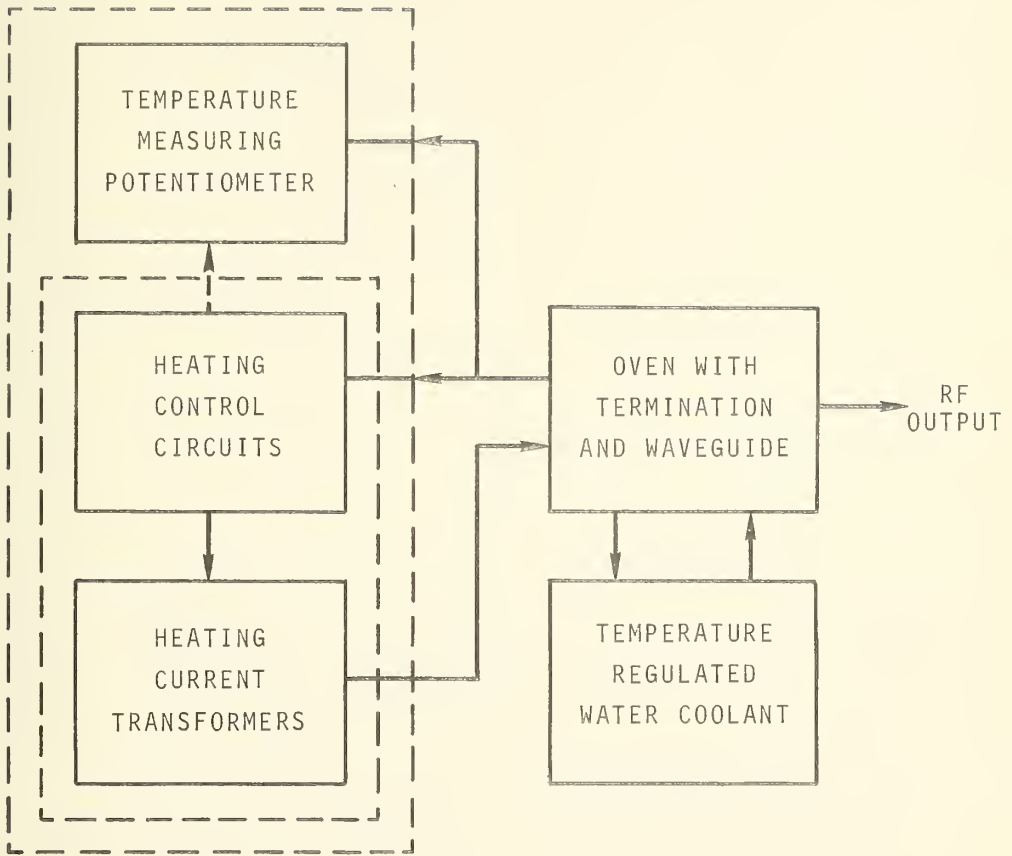 TEMPERATURE
MEASURING
POTENTIOMETER
HEATING
CONTROL
CIRCUITS
OVEN WITH
TERMINATION
AND WAVEGUIDE
RF
OUTPUT
HEATING
CURRENT
TRANSFORMERS
TEMPERATURE
REGULATED
WATER COOLANT